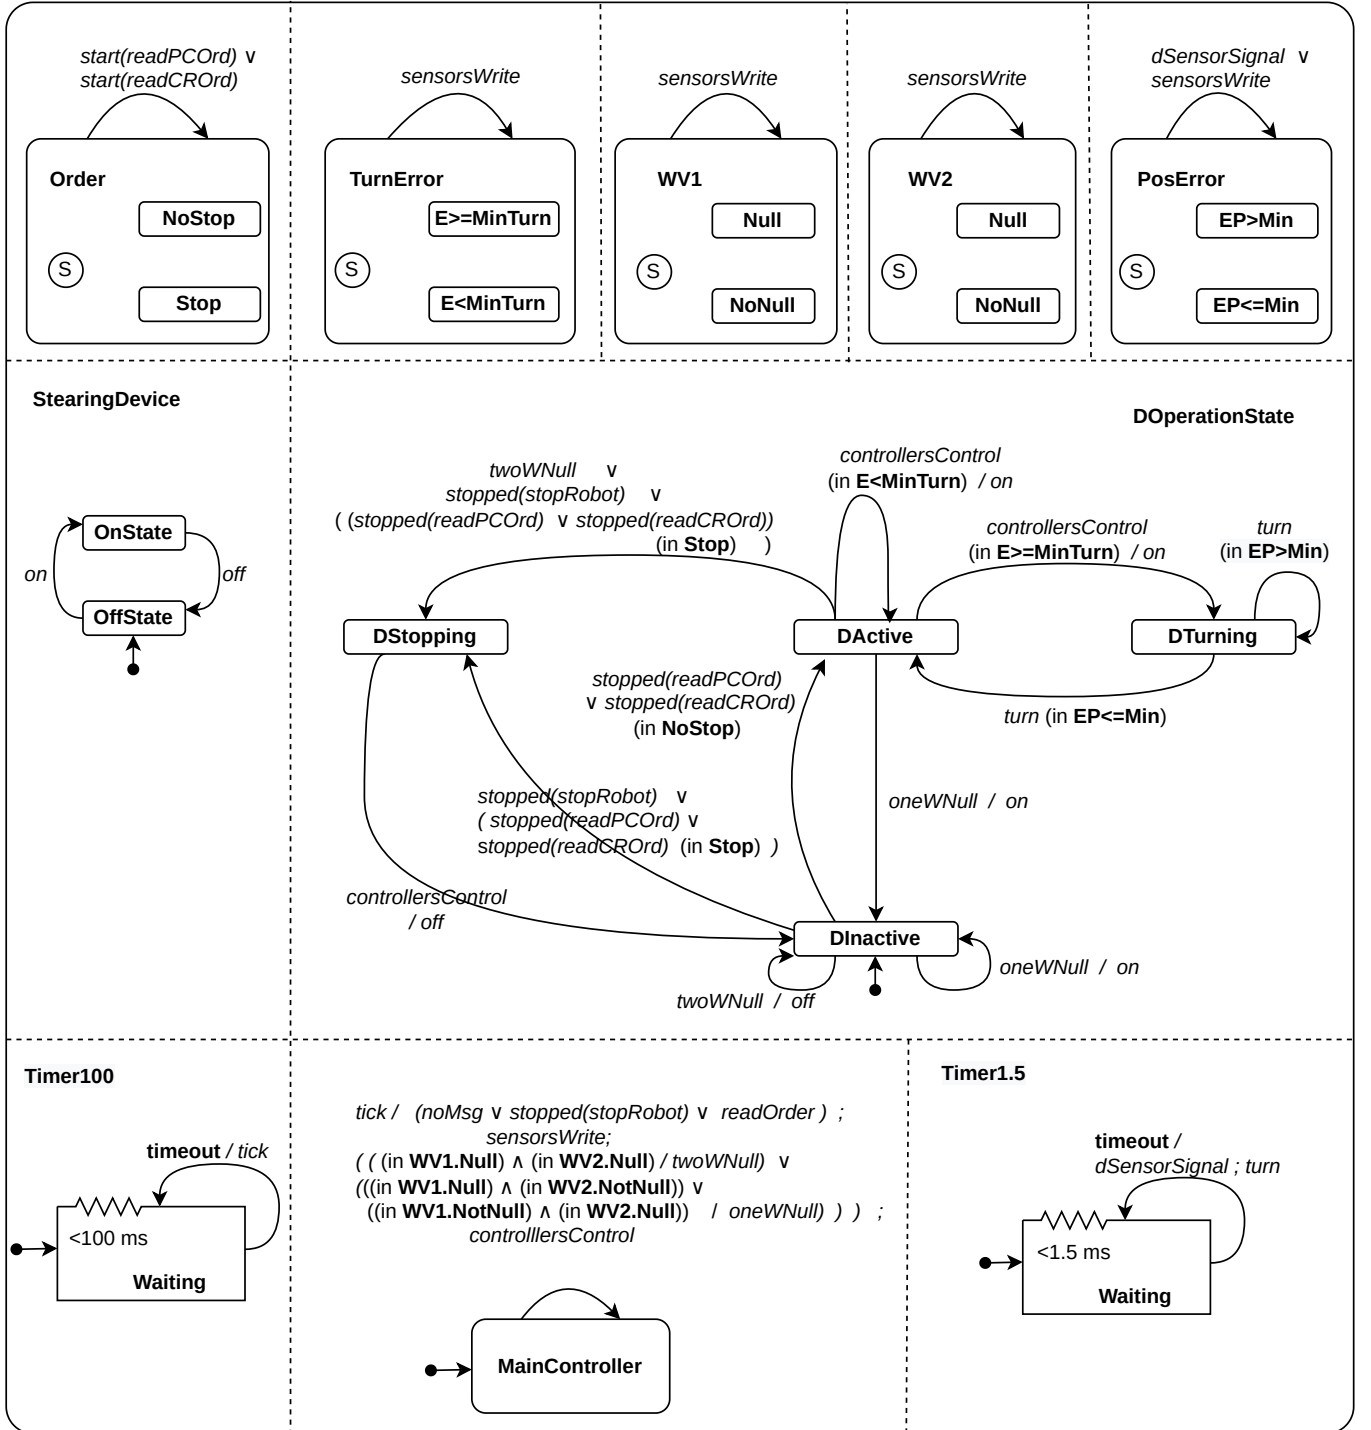 start(readPCOrd) ∨
start(readCROrd)
Order
NoStop
S
Stop
sensorsWrite
TurnError
E>=MinTurn
S
E<MinTurn
sensorsWrite
WV1
Null
S
NoNull
sensorsWrite
WV2
Null
S
NoNull
dSensorSignal ∨
sensorsWrite
PosError
EP>Min
S
EP<=Min
StearingDevice
OnState
on
off
OffState
DOperationState
twoWNull ∨
stopped(stopRobot) ∨
( (stopped(readPCOrd) ∨ stopped(readCROrd))
(in Stop) )
controllersControl
(in E<MinTurn) / on
controllersControl
(in E>=MinTurn) / on
turn
(in EP>Min)
DStopping
DActive
DTurning
stopped(readPCOrd)
∨ stopped(readCROrd)
(in NoStop)
turn (in EP<=Min)
stopped(stopRobot) ∨
( stopped(readPCOrd) ∨
stopped(readCROrd) (in Stop) )
oneWNull / on
controllersControl
/ off
DInactive
oneWNull / on
twoWNull / off
Timer100
timeout / tick
<100 ms
Waiting
tick / (noMsg ∨ stopped(stopRobot) ∨ readOrder ) ;
sensorsWrite;
( ( (in WV1.Null) ∧ (in WV2.Null) / twoWNull) ∨
(((in WV1.Null) ∧ (in WV2.NotNull)) ∨
((in WV1.NotNull) ∧ (in WV2.Null)) / oneWNull) ) ) ;
controlllersControl
MainController
Timer1.5
timeout /
dSensorSignal ; turn
<1.5 ms
Waiting